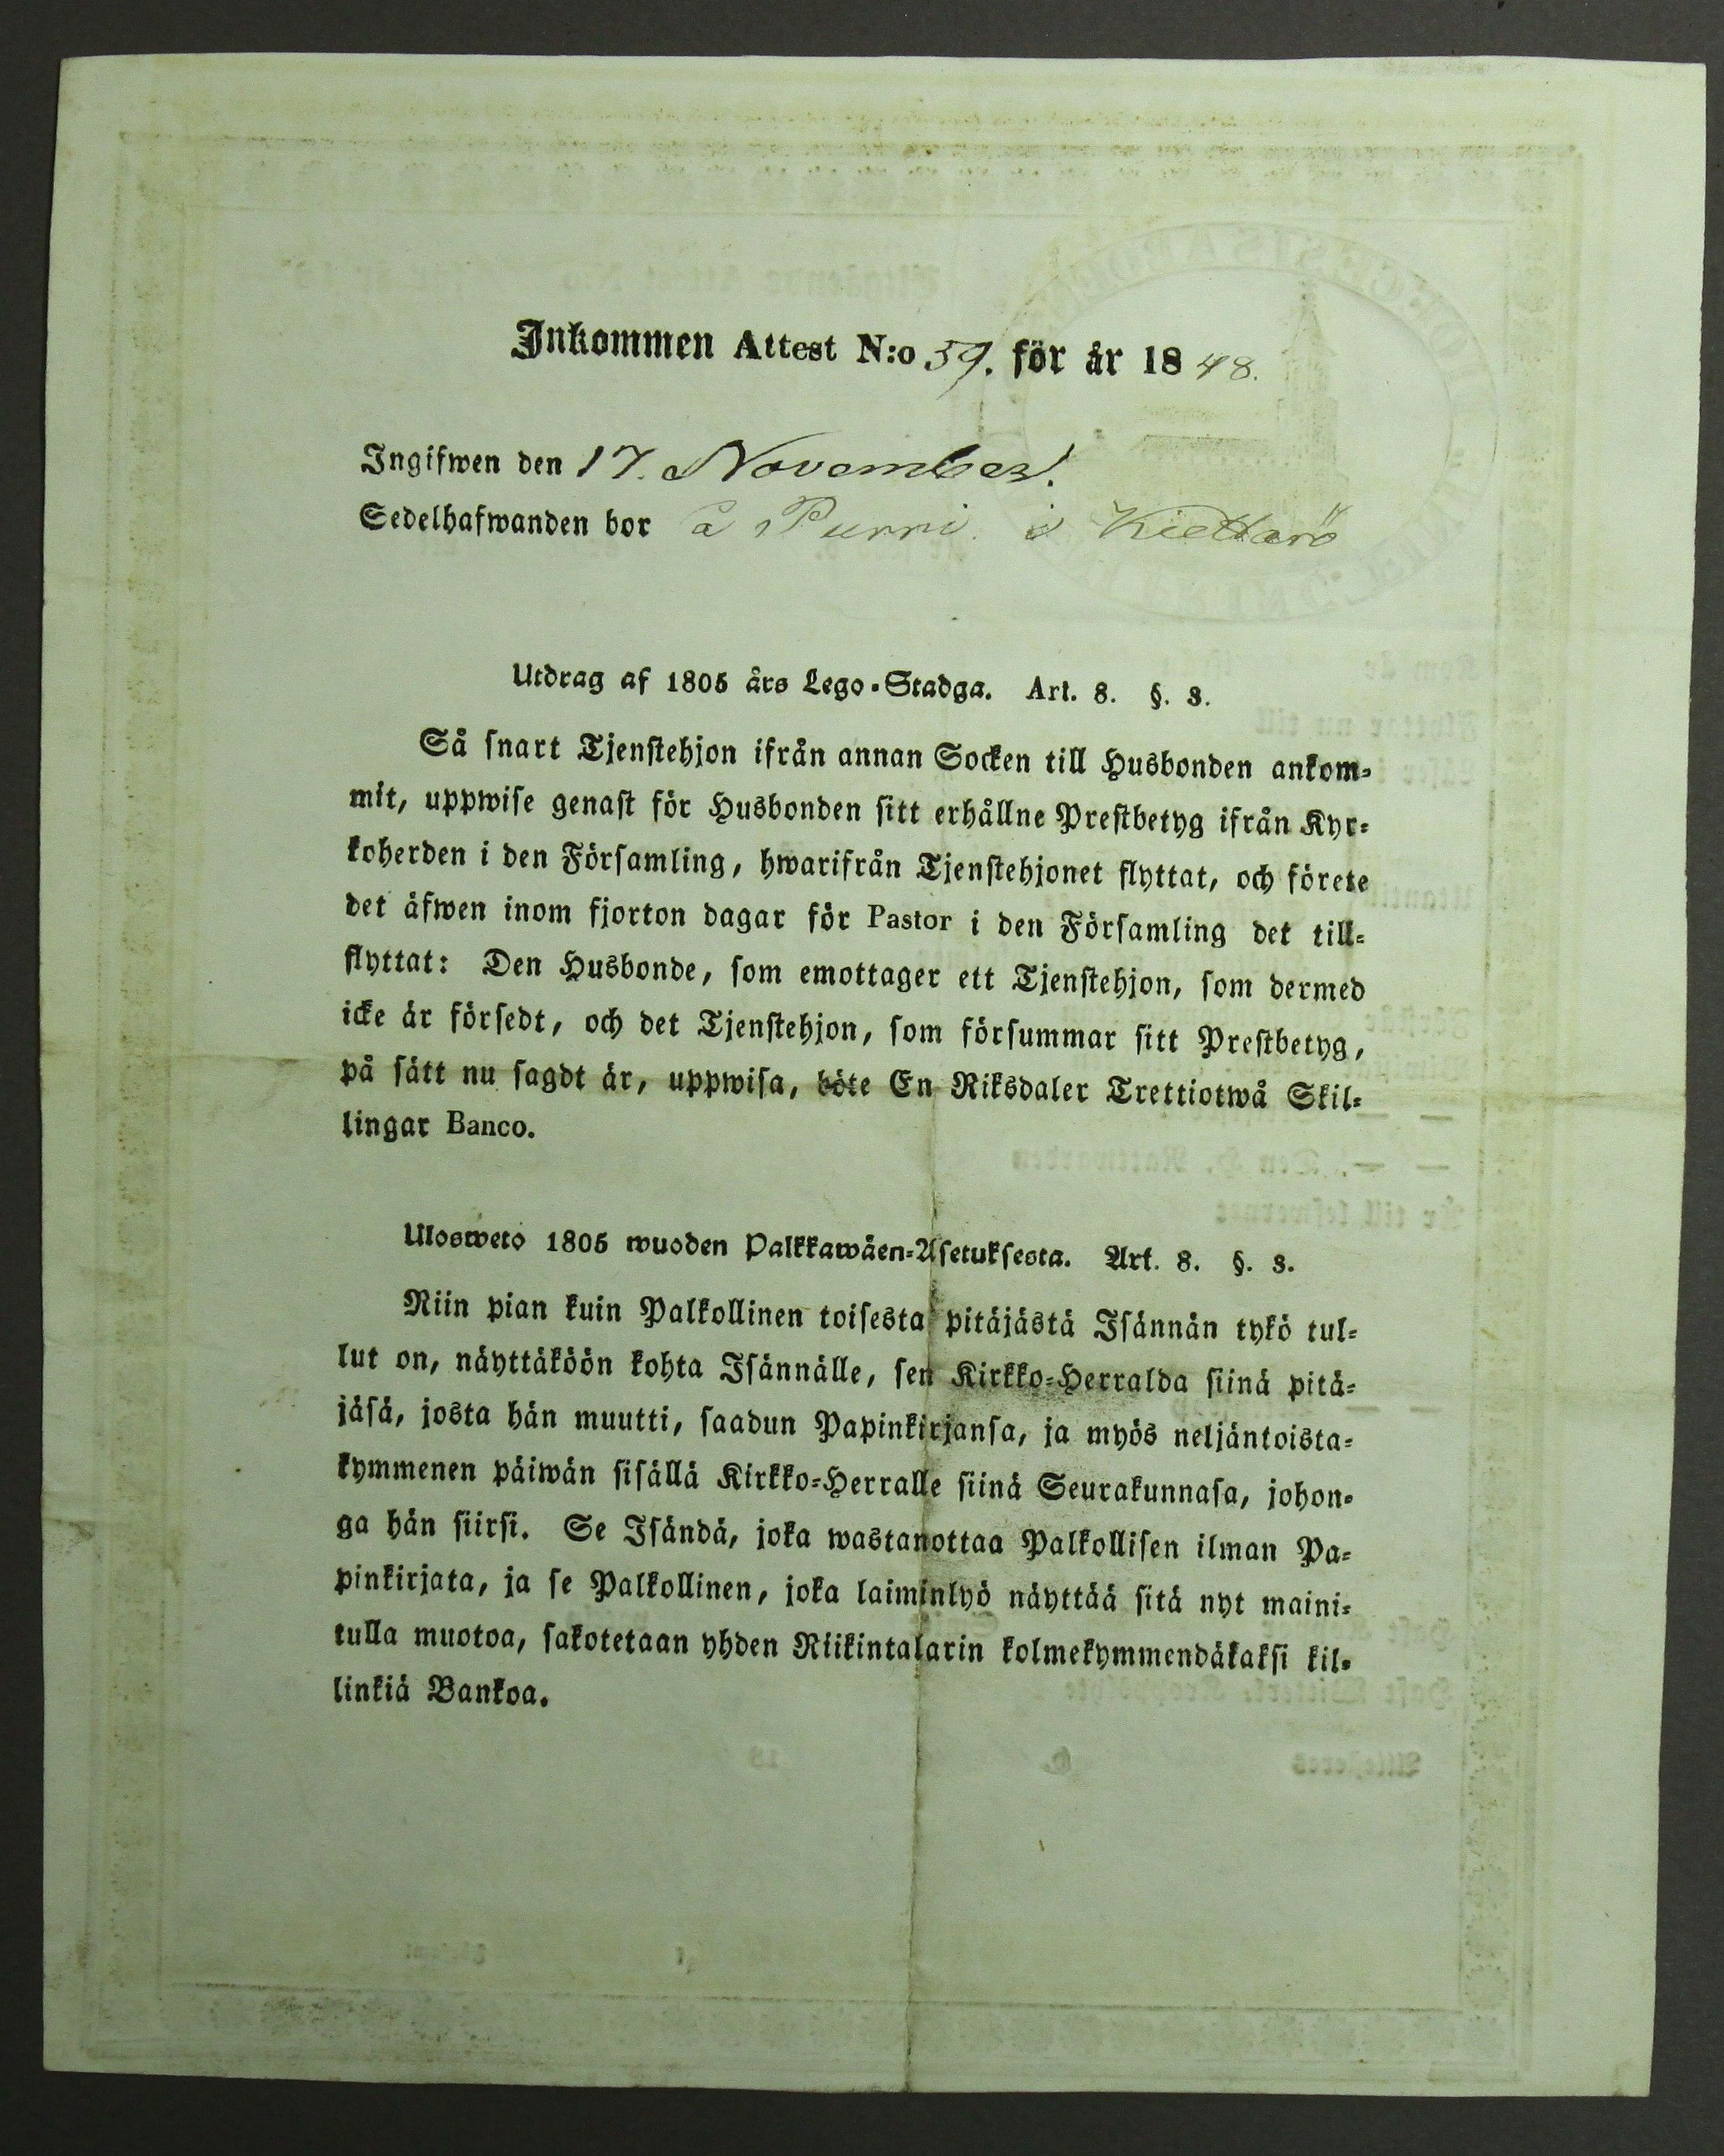 Inkommen Attest N:o 59. för år 1848.
Ingifwen den 17. November.
Sedelhafwanden bor å Purri i Kiettarö
Utdrag af 1805 års Lego-Stadga. Art. 8. §. 3.
Så snart Tjenstehjon ifrån annan Socken till Husbonden ankom-
mit, uppwise genast för Husbonden sitt erhållne Prestbetyg ifrån Kyr-
koherden i den Församling, hwarifrån Tjenstehjonet flyttat, och förete
det äfwen inom fjorton dagar för Pastor i den Församling det till-
flyttat: Den Husbonde, som emottager ett Tjenstehjon, som dermed
icke är försedt, och det Tjenstehjon, som försummar sitt Prestbetyg,
på sätt nu sagdt är, uppwisa, böte En Riksdaler Trettiotwå Skil-
lingar Banco.
Ulosweto 1805 wuoden Palkkawäen-Asetuksesta. Art. 8. §. 3.
Niin pian kuin Palkollinen toisesta pitäjästä Isännän tykö tul-
lut on, näyttäköön kohta Isännälle, sen Kirkko-Herralda siinä pitä-
jäsä, josta hän muutti, saadun Papinkirjansa, ja myös neljäntoista-
kymmenen päiwän sisällä Kirkko-Herralle siinä Seurakunnasa, johon-
ga hän siirsi. Se Isändä, joka wastanottaa Palkollisen ilman Pa-
pinkirjata, ja se Palkollinen, joka laiminlyö näyttää sitä nyt maini-
tulla muotoa, sakotetaan yhden Riikintalarin kolmekymmendäkaksi kil-
linkiä Bankoa.